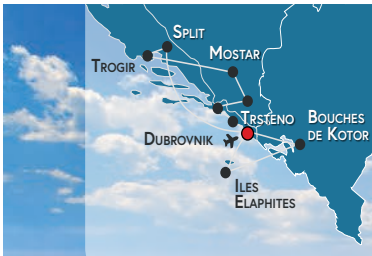 SPLIT
MOSTAR
TROGIR
TRSTENO
BOUCHES
DE KOTOR
DUBROVNIK
ILES
ELAPHITES